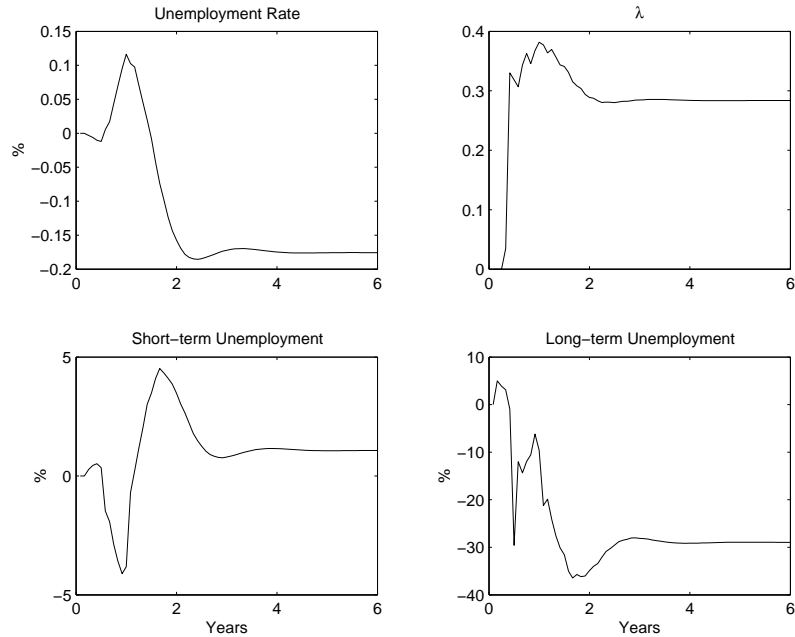 Unemployment Rate
0.15
0.1
0.05
0
−0.05
−0.1
−0.15
−0.2
%
0 2 4 6
λ
0.4
0.3
0.2
0.1
0
0 2 4 6
Short−term Unemployment
5
0
−5
%
0 2 4 6
Years
Long−term Unemployment
10
0
−10
−20
−30
−40
%
0 2 4 6
Years